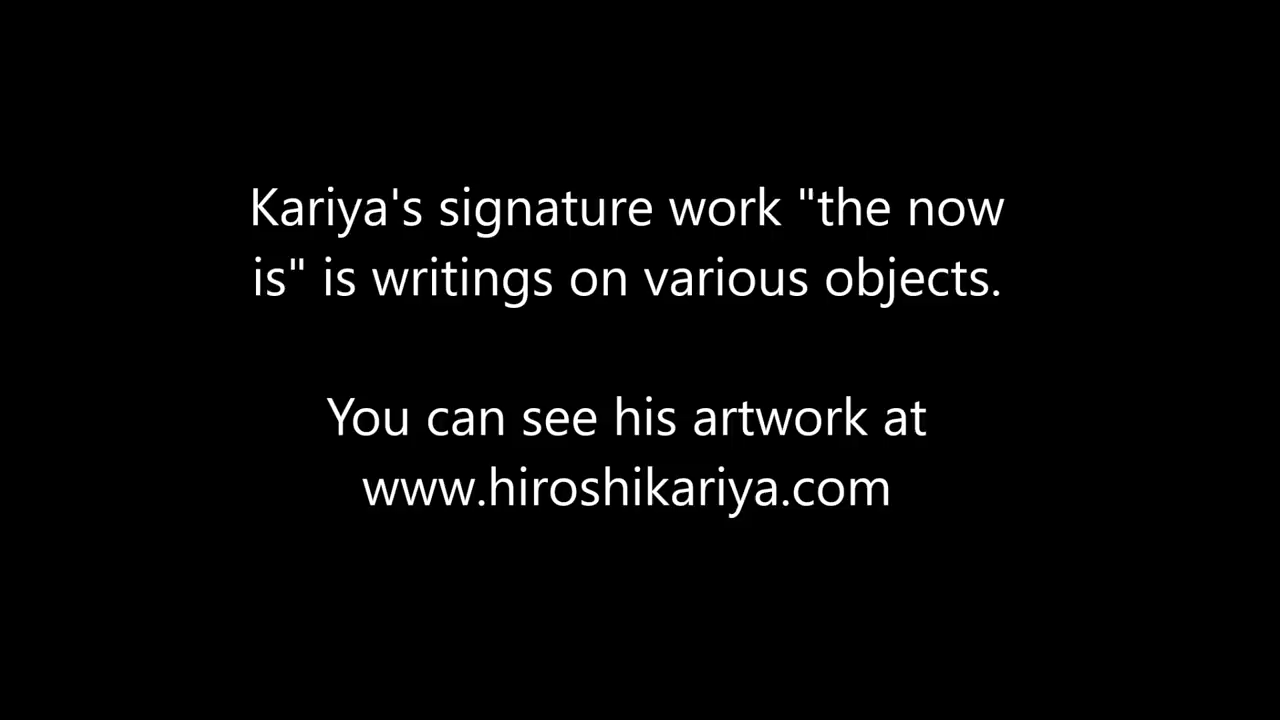 Kariya's signature work "the now
is" is writings on various objects.
You can see his artwork at
www.hiroshikariya.com